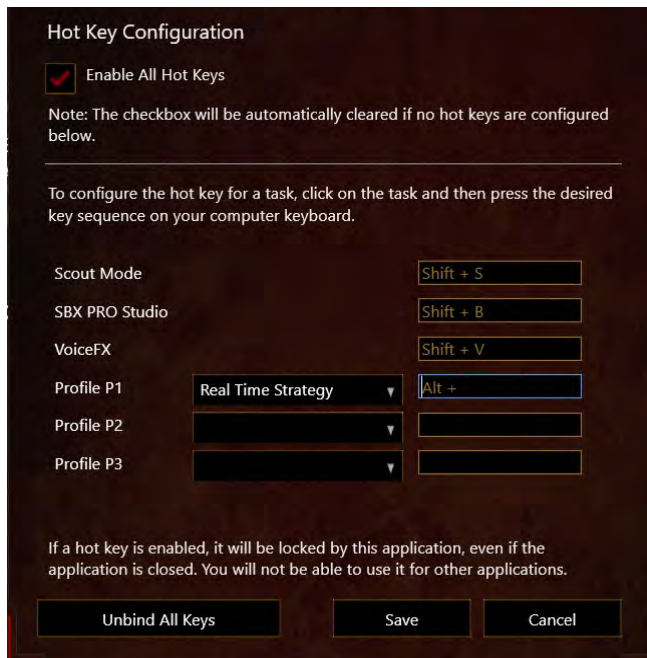 Hot Key Configuration
Enable All Hot Keys
Note: The checkbox will be automatically cleared if no hot keys are configured
below.
To configure the hot key for a task, click on the task and then press the desired
key sequence on your computer keyboard.
Scout Mode Shift + S
SBX PRO Studio Shift + B
VoiceFX Shift + V
Profile P1 Real Time Strategy Alt +
Profile P2
Profile P3
If a hot key is enabled, it will be locked by this application, even if the
application is closed. You will not be able to use it for other applications.
Unbind All Keys Save Cancel